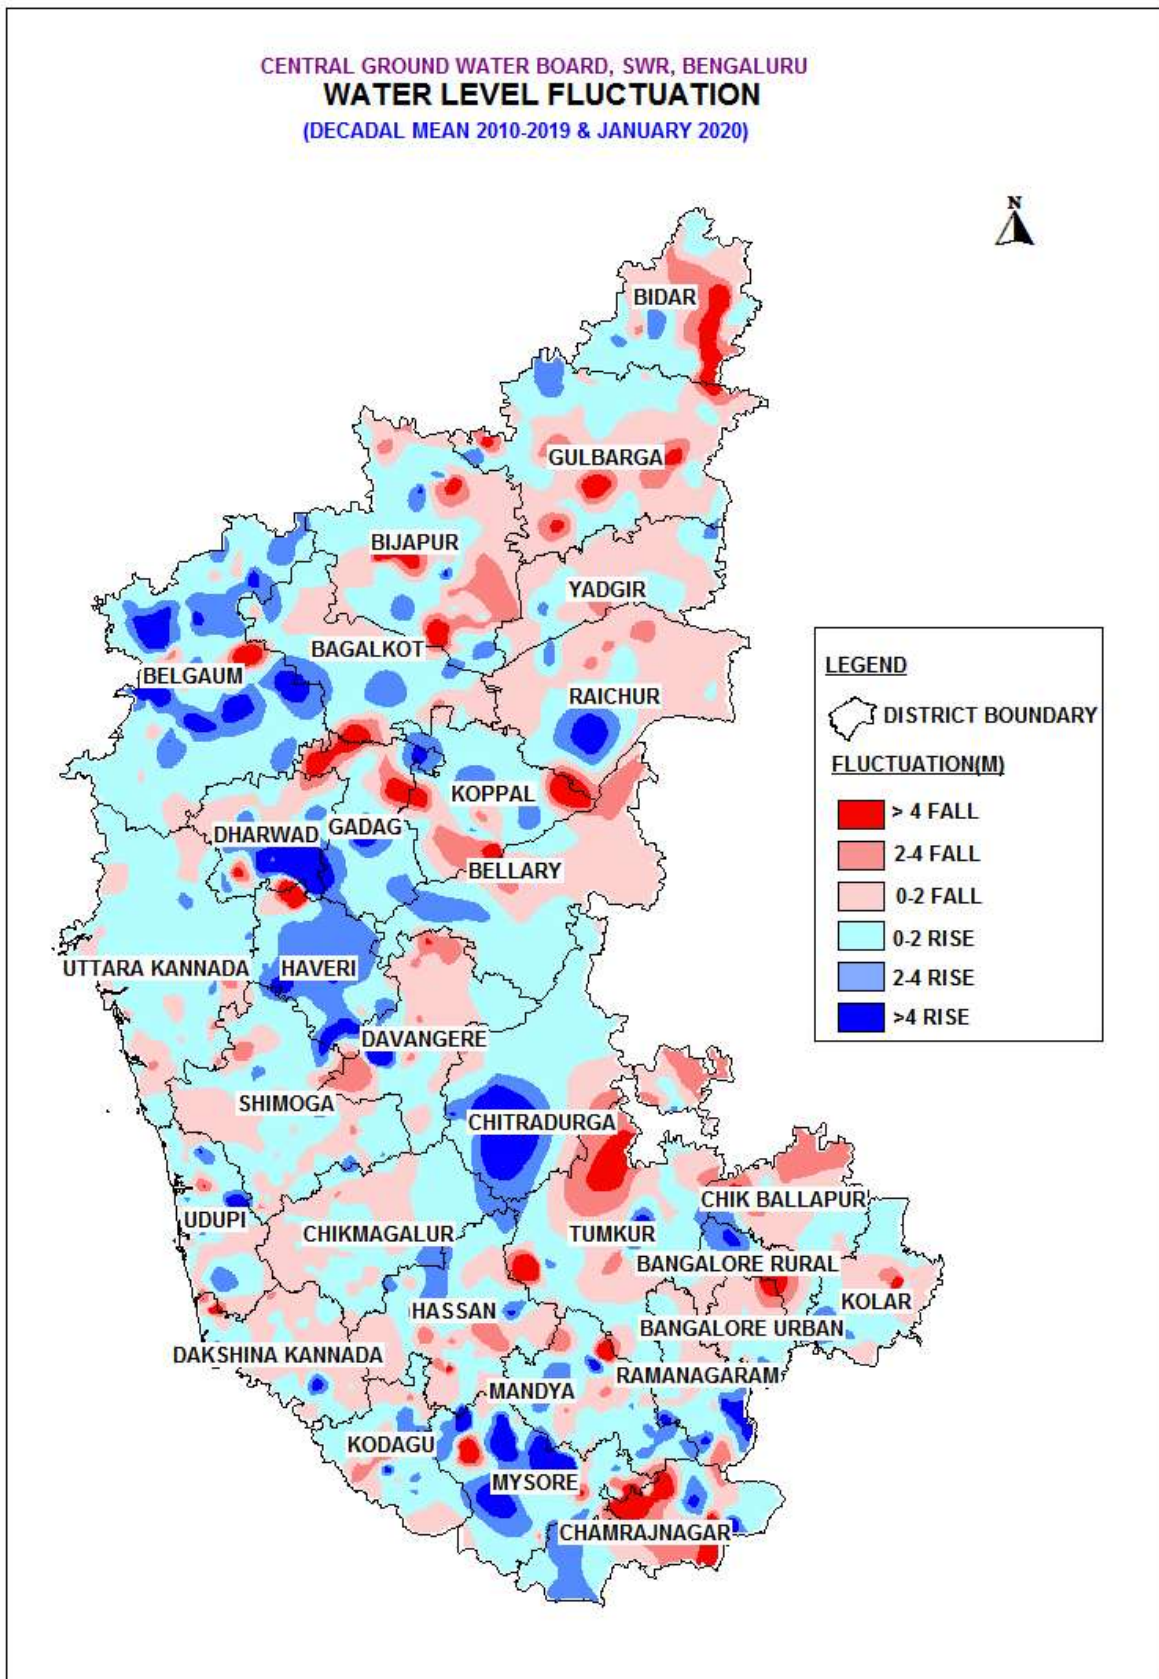 CENTRAL GROUND WATER BOARD, SWR, BENGALURU
WATER LEVEL FLUCTUATION
(DECADAL MEAN 2010-2019 & JANUARY 2020)
N
BIDAR
GULBARGA
BIJAPUR
YADGIR
BAGALKOT
BELGAUM
RAICHUR
KOPPAL
GADAG
DHARWAD
BELLARY
UTTARA KANNADA
HAVERI
DAVANGERE
SHIMOGA
CHITRADURGA
CHIK BALLAPUR
UDUPI
CHIKMAGALUR
TUMKUR
BANGALORE RURAL
KOLAR
HASSAN
BANGALORE URBAN
DAKSHINA KANNADA
RAMANAGARAM
MANDYA
KODAGU
MYSORE
CHAMRAJNAGAR
LEGEND
DISTRICT BOUNDARY
FLUCTUATION(M)
> 4 FALL
2-4 FALL
0-2 FALL
0-2 RISE
2-4 RISE
>4 RISE